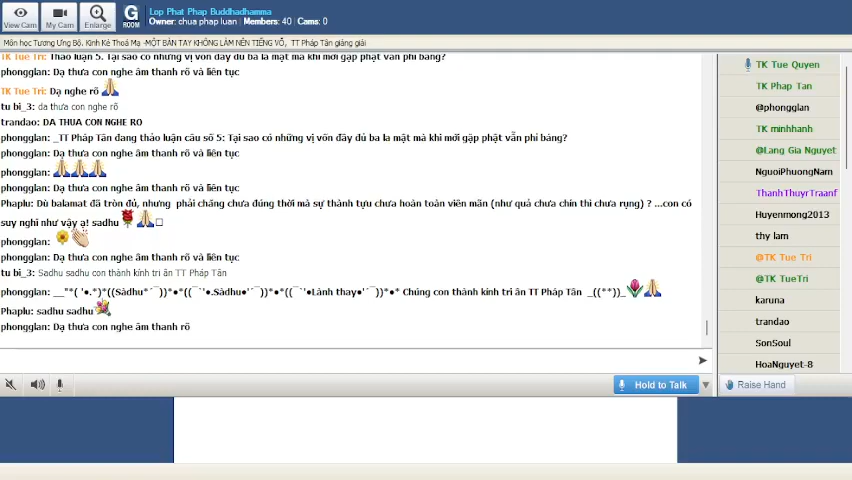 View Cam
My Cam
Enlarge
G
ROOM
Lop Phat Phap Buddhadhamma
Owner: chua phap luan : Members: 40 : Cams: 0
Môn học Tương Ưng Bộ. Kinh Kẻ Thoá Mạ -MỘT BÀN TAY KHÔNG LÀM NÊN TIẾNG VỖ, TT Pháp Tân giảng giải
TK Tue Tri: Thảo luận 5. Tại sao có những vị vốn đầy đủ ba la mật mà khi mới gặp phật vẫn phỉ báng?
phongglan: Dạ thưa con nghe âm thanh rõ và liên tục
TK Tue Tri: Dạ nghe rõ
tu bi_3: da thưa con nghe rõ
trandao: DA THUA CON NGHE RO
phongglan: _TT Pháp Tân đang thảo luận câu số 5: Tại sao có những vị vốn đầy đủ ba la mật mà khi mới gặp phật vẫn phỉ báng?
phongglan: Dạ thưa con nghe âm thanh rõ và liên tục
phongglan:
phongglan: Dạ thưa con nghe âm thanh rõ và liên tục
Phaplu: Dù balamat đã tròn đủ, nhưng phải chăng chưa đúng thời mà sự thành tựu chưa hoàn toàn viên mãn (như quả chưa chín thì chưa rụng) ? ...con có
suy nghĩ như vậy ạ! sadhu
phongglan:
phongglan: Dạ thưa con nghe âm thanh rõ và liên tục
tu bi_3: Sadhu sadhu con thành kính tri ân TT Pháp Tân
phongglan: __"*( '•.*)*((Sàdhu*´¯))*•*((¯`'•.Sàdhu•'´¯))*•*((¯`'•Lành thay•'´¯))*•* Chúng con thành kính tri ân TT Pháp Tân _((**))_
Phaplu: sadhu sadhu
phongglan: Dạ thưa con nghe âm thanh rõ
TK Tue Quyen
TK Phap Tan
@phongglan
TK minhhanh
@Lang Gia Nguyet
NguoiPhuongNam
ThanhThuyrTraanf
Huyenmong2013
thy lam
@TK Tue Tri
@TK TueTri
karuna
trandao
SonSoul
HoaNguyet-8
Hold to Talk
Raise Hand